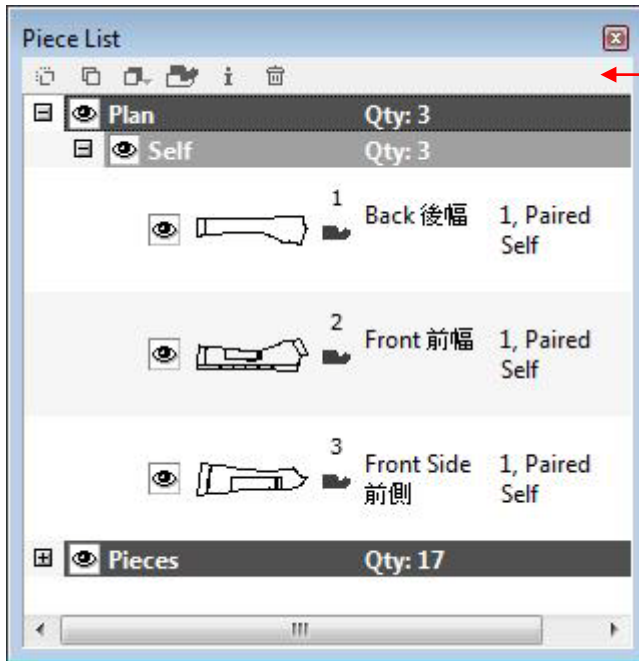 Piece List
Plan Qty: 3
Self Qty: 3
1
Back 後幅 1, Paired
Self
2
Front 前幅 1, Paired
Self
3
Front Side 1, Paired
前側 Self
Pieces Qty: 17